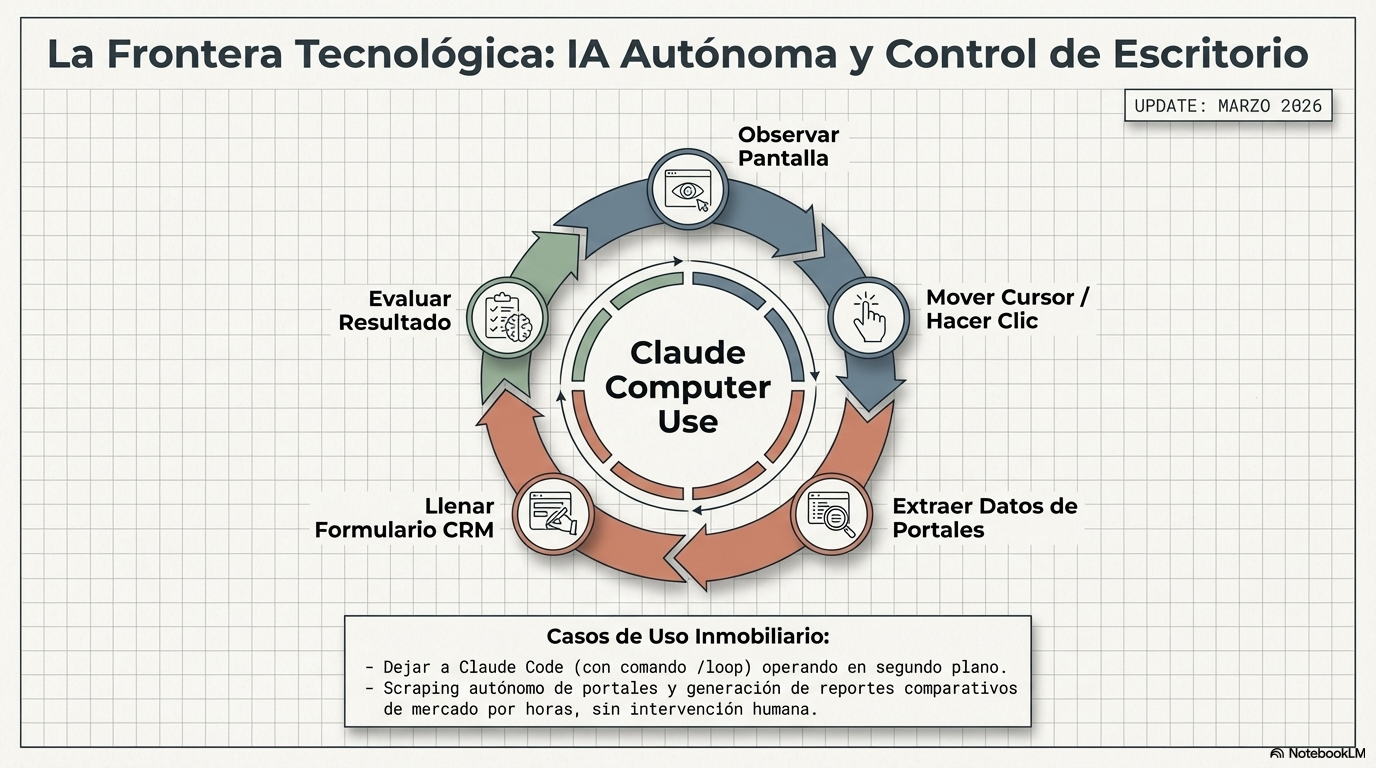 La Frontera Tecnológica: IA Autónoma y Control de Escritorio
UPDATE: MARZO 2026
Observar
Pantalla
Mover Cursor /
Hacer Clic
Extraer Datos de
Portales
Llenar
Formulario CRM
Evaluar
Resultado
Claude
Computer
Use
Casos de Uso Inmobiliario:
- Dejar a Claude Code (con comando /loop) operando en segundo plano.
- Scraping autónomo de portales y generación de reportes comparativos
de mercado por horas, sin intervención humana.
NotebookLM